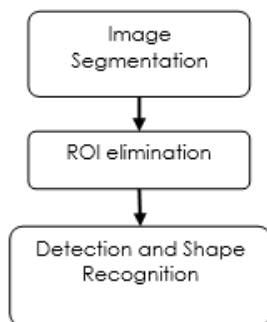 Image
Segmentation
ROI elimination
Detection and Shape
Recognition